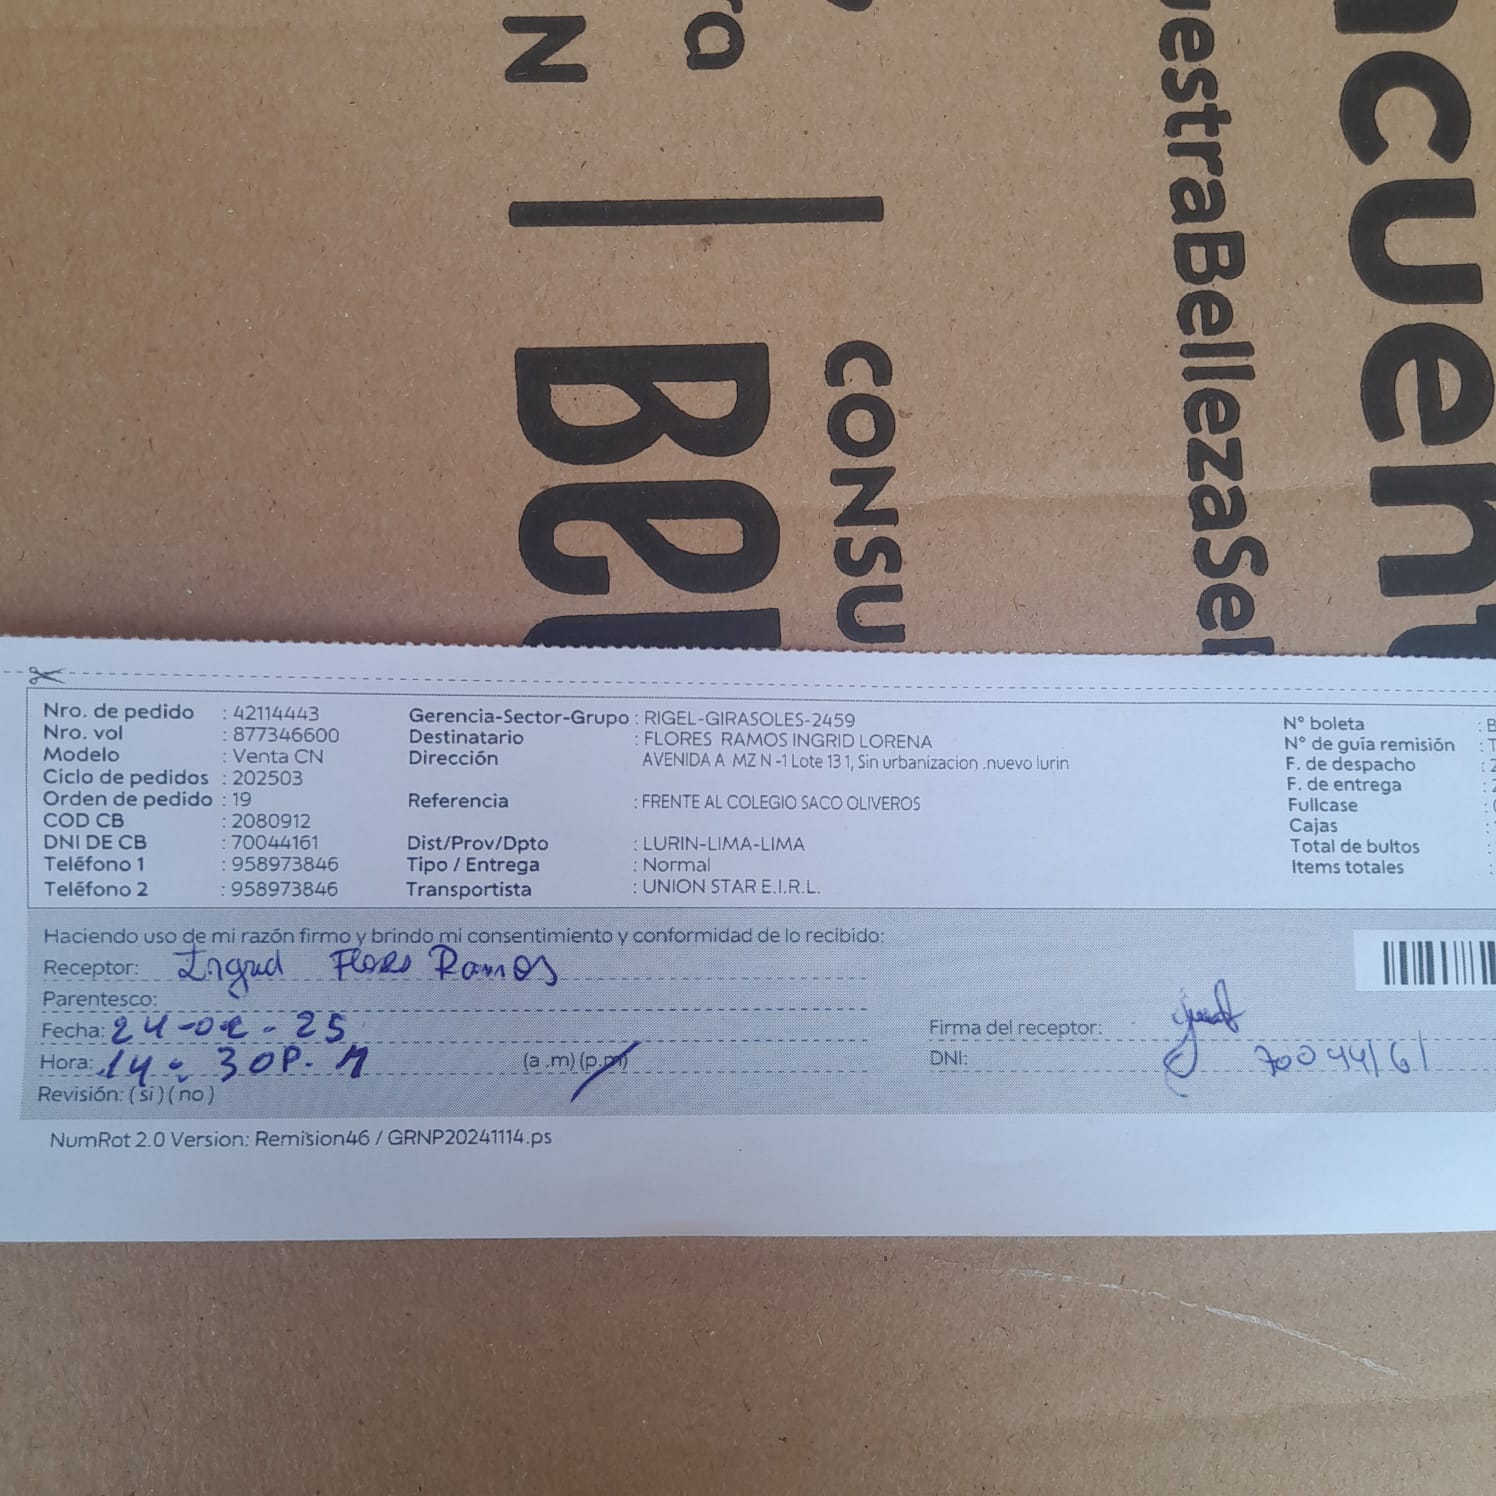 N
ra
| Bel
CONSU
uestraBellezaSe
ncuent
Nro. de pedido : 42114443
Nro. vol : 877346600
Modelo : Venta CN
Ciclo de pedidos : 202503
Orden de pedido : 19
COD CB : 2080912
DNI DE CB : 70044161
Teléfono 1 : 958973846
Teléfono 2 : 958973846
Gerencia-Sector-Grupo : RIGEL-GIRASOLES-2459
Destinatario : FLORES RAMOS INGRID LORENA
Dirección AVENIDA A MZ N -1 Lote 13 1, Sin urbanizacion .nuevo lurin
Referencia : FRENTE AL COLEGIO SACO OLIVEROS
Dist/Prov/Dpto : LURIN-LIMA-LIMA
Tipo / Entrega : Normal
Transportista : UNION STAR E.I.R.L.
N° boleta : B
N° de guía remisión : T
F. de despacho : 2
F. de entrega : 2
Fullcase :
Cajas :
Total de bultos :
Items totales :
Haciendo uso de mi razón firmo y brindo mi consentimiento y conformidad de lo recibido:
Receptor: Ingrid Flores Ramos
Parentesco:
Fecha: 24-02-25
Hora: 14:30P.M (a .m) (p.m)
Revisión: ( si ) ( no )
Firma del receptor:
DNI: 70044161
NumRot 2.0 Version: Remision46 / GRNP20241114.ps